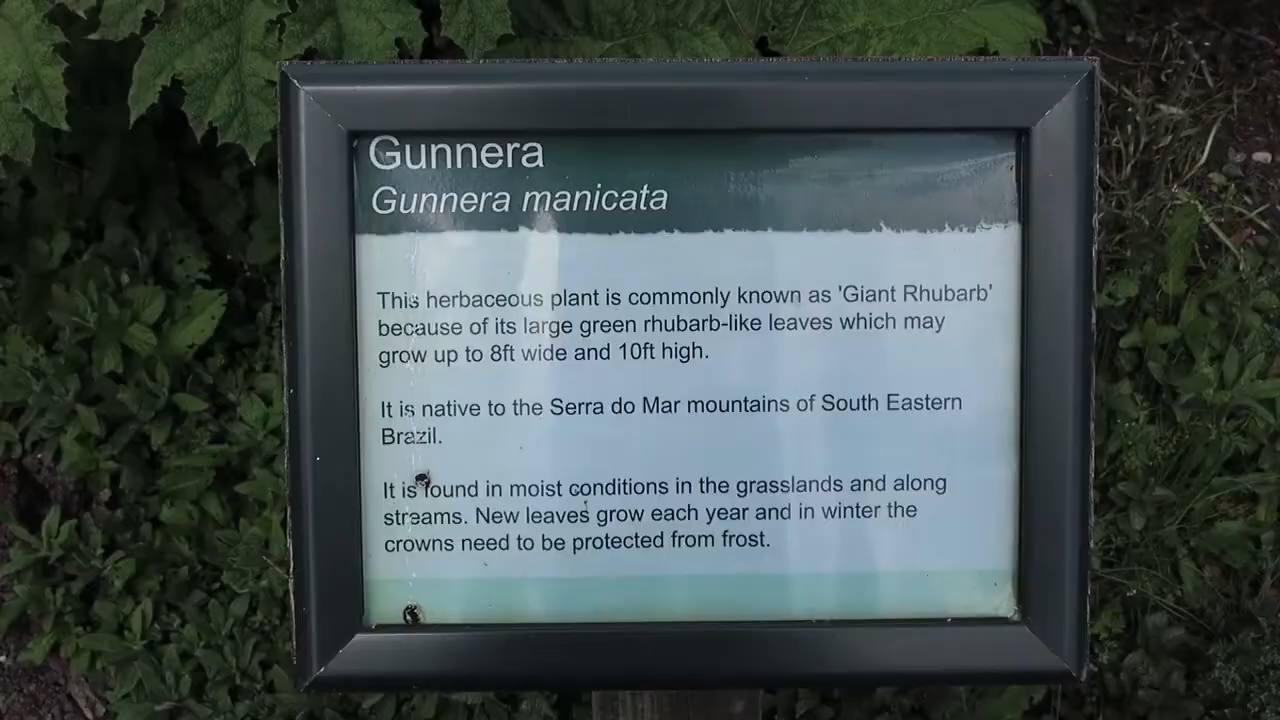 Gunnera
Gunnera manicata
This herbaceous plant is commonly known as 'Giant Rhubarb'
because of its large green rhubarb-like leaves which may
grow up to 8ft wide and 10ft high.
It is native to the Serra do Mar mountains of South Eastern
Brazil.
It is found in moist conditions in the grasslands and along
streams. New leaves grow each year and in winter the
crowns need to be protected from frost.